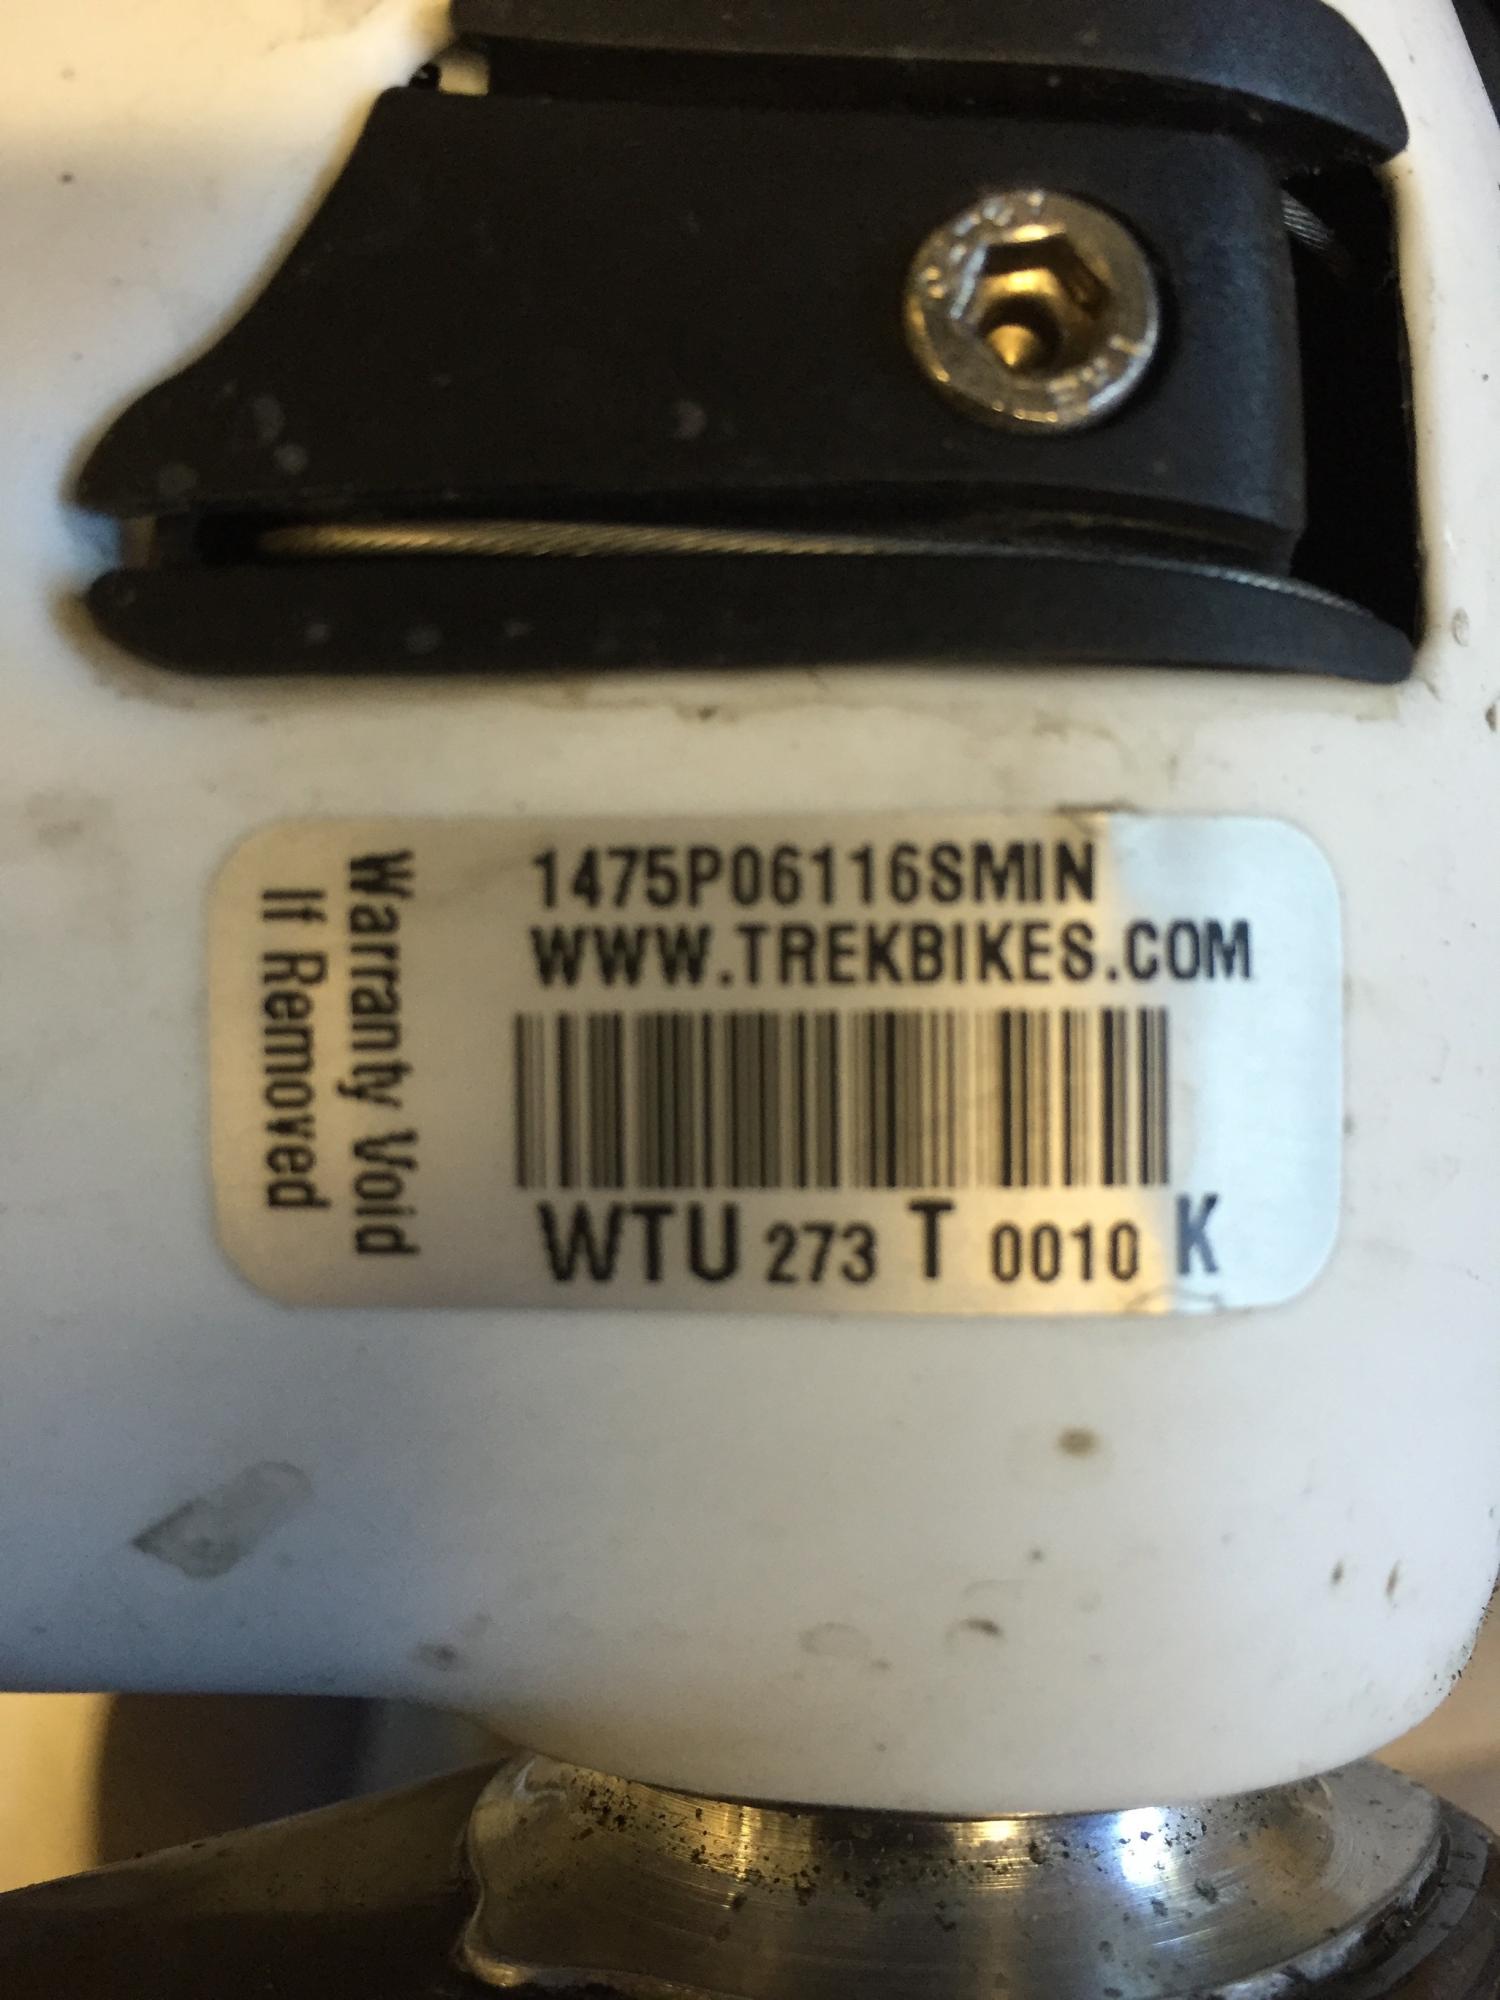 1475P06116SMIN
WWW.TREKBIKES.COM
WTU 273 T 0010 K
Warranty Void
If Removed